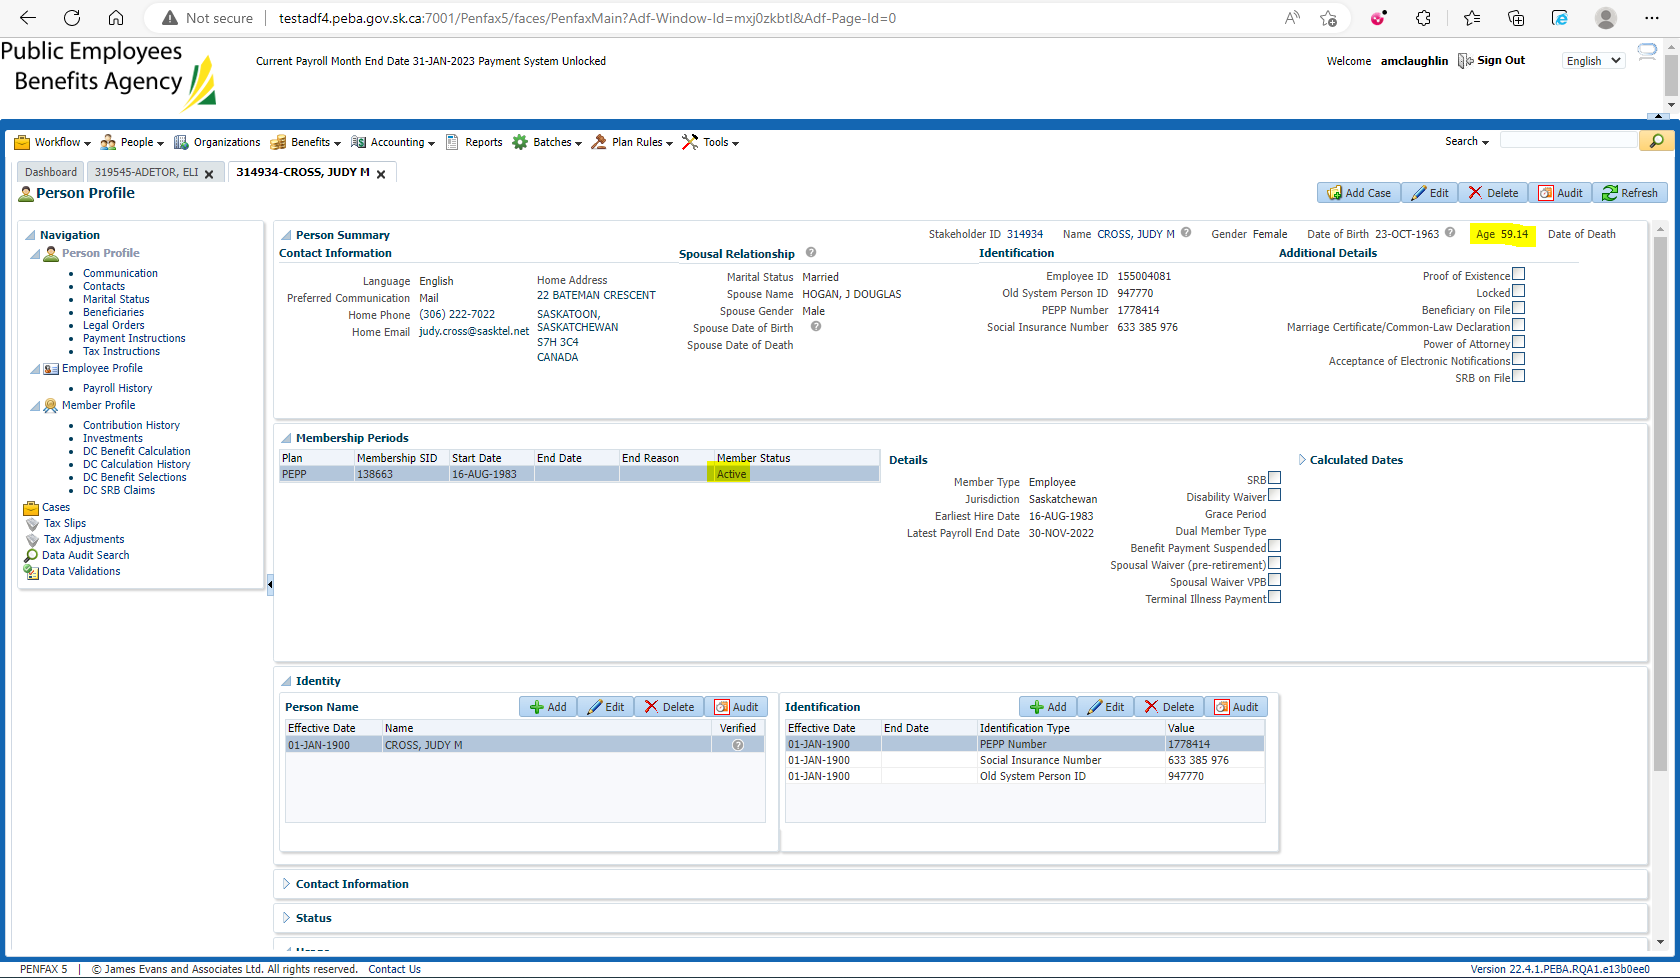 Not secure | testadf4.peba.gov.sk.ca:7001/Penfax5/faces/PenfaxMain?Adf-Window-Id=mxj0zkbtl&Adf-Page-Id=0
Public Employees
Benefits Agency
Current Payroll Month End Date 31-JAN-2023 Payment System Unlocked
Welcome amclaughlin Sign Out English
Workflow People Organizations Benefits Accounting Reports Batches Plan Rules Tools Search
Dashboard 319545-ADETOR, ELI 314934-CROSS, JUDY M
Person Profile
Add Case Edit Delete Audit Refresh
Navigation
Person Profile
Communication
Contacts
Marital Status
Beneficiaries
Legal Orders
Payment Instructions
Tax Instructions
Employee Profile
Payroll History
Member Profile
Contribution History
Investments
DC Benefit Calculation
DC Calculation History
DC Benefit Selections
DC SRB Claims
Cases
Tax Slips
Tax Adjustments
Data Audit Search
Data Validations
Person Summary
Stakeholder ID 314934 Name CROSS, JUDY M Gender Female Date of Birth 23-OCT-1963 Age 59.14 Date of Death
Contact Information
Language English
Preferred Communication Mail
Home Phone (306) 222-7022
Home Email judy.cross@sasktel.net
Home Address
22 BATEMAN CRESCENT
SASKATOON,
SASKATCHEWAN
S7H 3C4
CANADA
Spousal Relationship
Marital Status Married
Spouse Name HOGAN, J DOUGLAS
Spouse Gender Male
Spouse Date of Birth
Spouse Date of Death
Identification
Employee ID 155004081
Old System Person ID 947770
PEPP Number 1778414
Social Insurance Number 633 385 976
Additional Details
Proof of Existence
Locked
Beneficiary on File
Marriage Certificate/Common-Law Declaration
Power of Attorney
Acceptance of Electronic Notifications
SRB on File
Membership Periods
Plan Membership SID Start Date End Date End Reason Member Status
PEPP 138663 16-AUG-1983 Active
Details
Member Type Employee
Jurisdiction Saskatchewan
Earliest Hire Date 16-AUG-1983
Latest Payroll End Date 30-NOV-2022
SRB
Disability Waiver
Grace Period
Dual Member Type
Benefit Payment Suspended
Spousal Waiver (pre-retirement)
Spousal Waiver VPB
Terminal Illness Payment
Calculated Dates
Identity
Person Name Add Edit Delete Audit
Effective Date Name Verified
01-JAN-1900 CROSS, JUDY M
Identification Add Edit Delete Audit
Effective Date End Date Identification Type Value
01-JAN-1900 PEPP Number 1778414
01-JAN-1900 Social Insurance Number 633 385 976
01-JAN-1900 Old System Person ID 947770
Contact Information
Status
PENFAX 5 | © James Evans and Associates Ltd. All rights reserved. Contact Us
Version 22.4.1.PEBA.RQA1.e13b0ee0